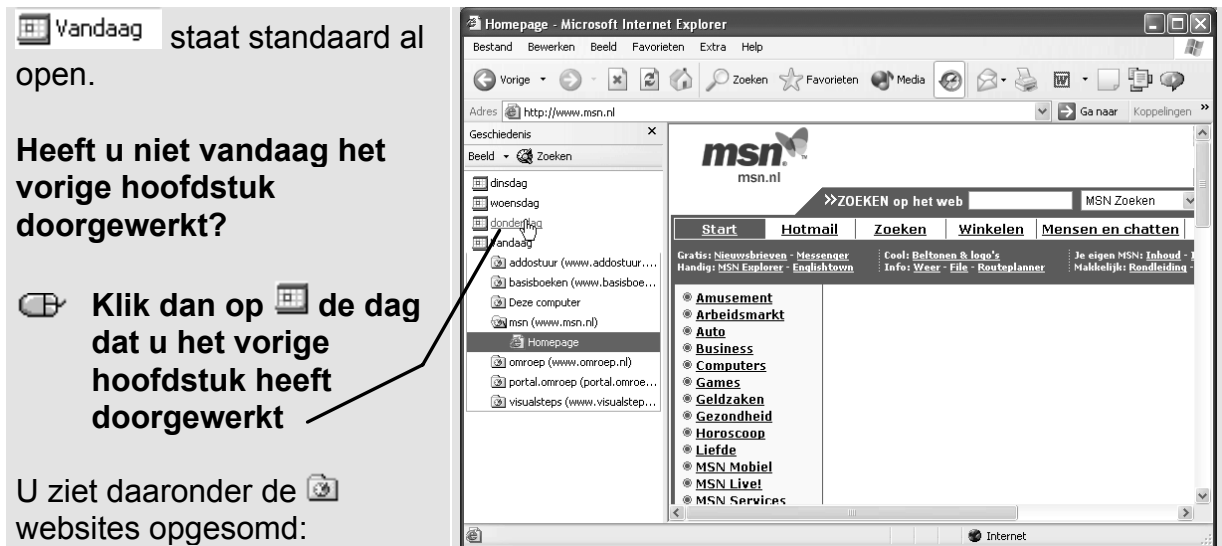 Vandaag staat standaard al
open.
Heeft u niet vandaag het
vorige hoofdstuk
doorgewerkt?
Klik dan op de dag
dat u het vorige
hoofdstuk heeft
doorgewerkt
U ziet daaronder de
websites opgesomd:
Homepage - Microsoft Internet Explorer
Bestand Bewerken Beeld Favorieten Extra Help
Vorige Zoeken Favorieten Media
Adres http://www.msn.nl Ga naar Koppelingen »
Geschiedenis
Beeld Zoeken
dinsdag
woensdag
donderdag
Vandaag
addostuur (www.addostuur....
basisboeken (www.basisboe...
Deze computer
msn (www.msn.nl)
Homepage
omroep (www.omroep.nl)
portal.omroep (portal.omroe...
visualsteps (www.visualstep...
msn
msn.nl
>>ZOEKEN op het web MSN Zoeken
Start Hotmail Zoeken Winkelen Mensen en chatten
Gratis: Nieuwsbrieven - Messenger Cool: Beltonen & logo's Je eigen MSN: Inhoud -
Handig: MSN Explorer - Englishtown Info: Weer - File - Routeplanner Makkelijk: Rondleiding -
Amusement
Arbeidsmarkt
Auto
Business
Computers
Games
Geldzaken
Gezondheid
Horoscoop
Liefde
MSN Mobiel
MSN Live!
MSN Services
Internet